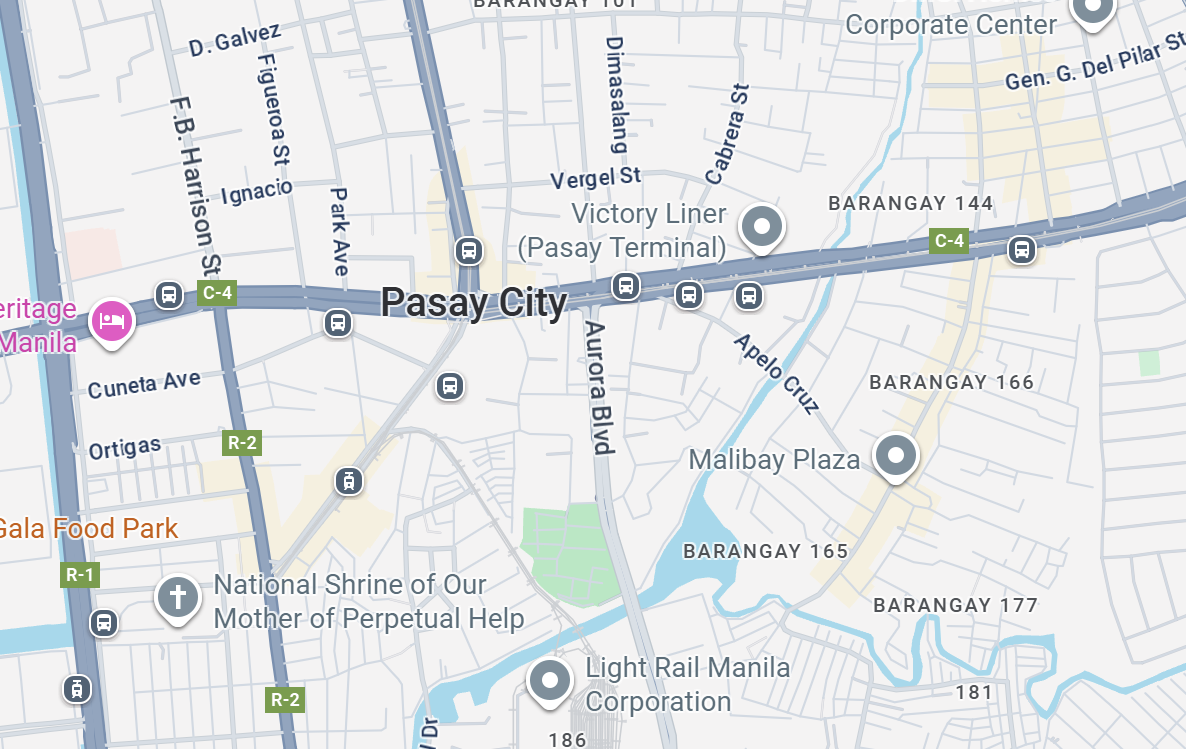 BARANGAY 101
Corporate Center
D. Galvez
Figueroa St
Dimasalang
Gen. G. Del Pilar St
Cabrera St
F.B. Harrison St
Ignacio
Park Ave
Vergel St
BARANGAY 144
Victory Liner
(Pasay Terminal)
C-4
C-4
Pasay City
eritage
Manila
Aurora Blvd
Apelo Cruz
Cuneta Ave
BARANGAY 166
R-2
Ortigas
Malibay Plaza
Gala Food Park
BARANGAY 165
R-1
National Shrine of Our
Mother of Perpetual Help
BARANGAY 177
Light Rail Manila
Corporation
R-2
181
Dr
186